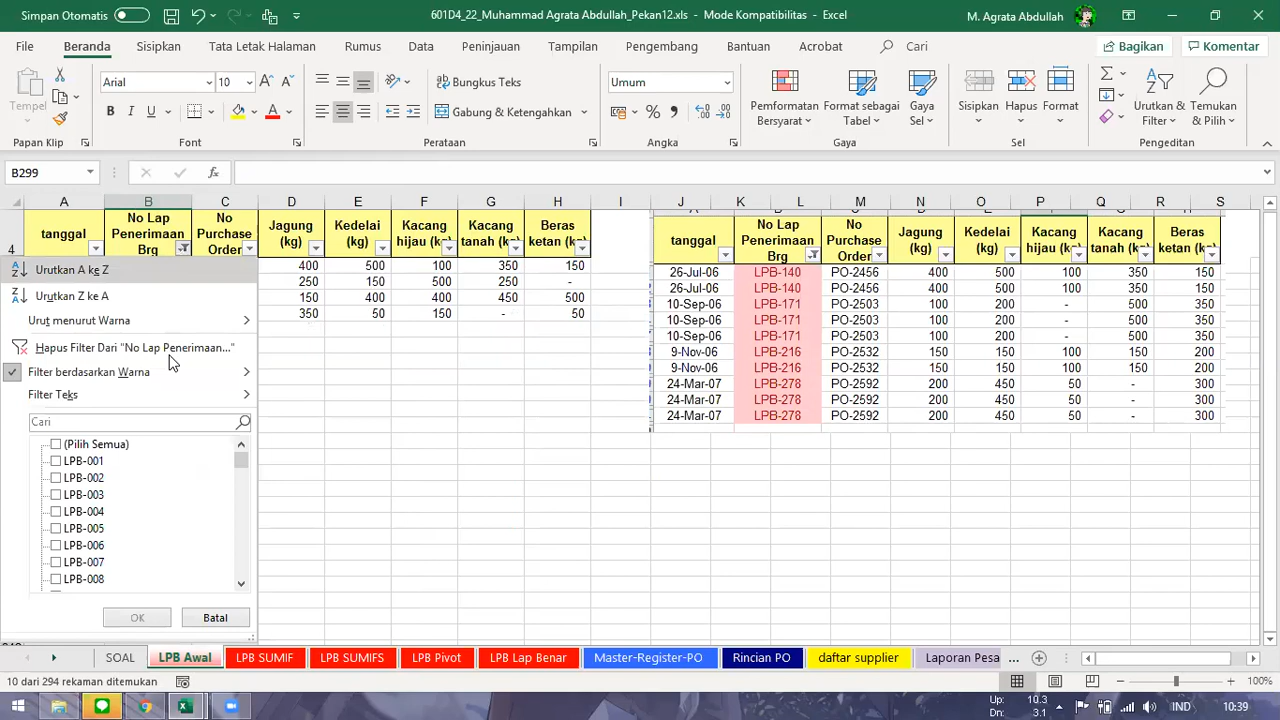 Simpan Otomatis
601D4_22_Muhammad Agrata Abdullah_Pekan12.xls - Mode Kompatibilitas - Excel
M. Agrata Abdullah
File Beranda Sisipkan Tata Letak Halaman Rumus Data Peninjauan Tampilan Pengembang Bantuan Acrobat Cari Bagikan Komentar
Arial 10 Bungkus Teks Umum
Tempel Gabung & Ketengahkan Pemformatan Bersyarat Format sebagai Tabel Gaya Sel Sisipkan Hapus Format Urutkan & Filter Temukan & Pilih
Papan Klip Font Perataan Angka Gaya Sel Pengeditan
B299
A B C D E F G H I J K L M N O P Q R S
4 tanggal No Lap Penerimaan Brg No Purchase Order Jagung (kg) Kedelai (kg) Kacang hijau (kg) Kacang tanah (kg) Beras ketan (kg)
400 500 100 350 150
250 150 500 250 -
150 400 400 450 500
350 50 150 - 50
tanggal No Lap Penerimaan Brg No Purchase Order Jagung (kg) Kedelai (kg) Kacang hijau (kg) Kacang tanah (kg) Beras ketan (kg)
26-Jul-06 LPB-140 PO-2456 400 500 100 350 150
26-Jul-06 LPB-140 PO-2456 400 500 100 350 150
10-Sep-06 LPB-171 PO-2503 100 200 - 500 350
10-Sep-06 LPB-171 PO-2503 100 200 - 500 350
10-Sep-06 LPB-171 PO-2503 100 200 - 500 350
9-Nov-06 LPB-216 PO-2532 150 150 100 150 200
9-Nov-06 LPB-216 PO-2532 150 150 100 150 200
24-Mar-07 LPB-278 PO-2592 200 450 50 - 300
24-Mar-07 LPB-278 PO-2592 200 450 50 - 300
24-Mar-07 LPB-278 PO-2592 200 450 50 - 300
Urutkan A ke Z
Urutkan Z ke A
Urut menurut Warna
Hapus Filter Dari "No Lap Penerimaan..."
Filter berdasarkan Warna
Filter Teks
Cari
(Pilih Semua)
LPB-001
LPB-002
LPB-003
LPB-004
LPB-005
LPB-006
LPB-007
LPB-008
OK Batal
SOAL LPB Awal LPB SUMIF LPB SUMIFS LPB Pivot LPB Lap Benar Master-Register-PO Rincian PO daftar supplier Laporan Pesa ...
10 dari 294 rekaman ditemukan 100%
Up: 10.3
Dn: 3.1
IND 10:39